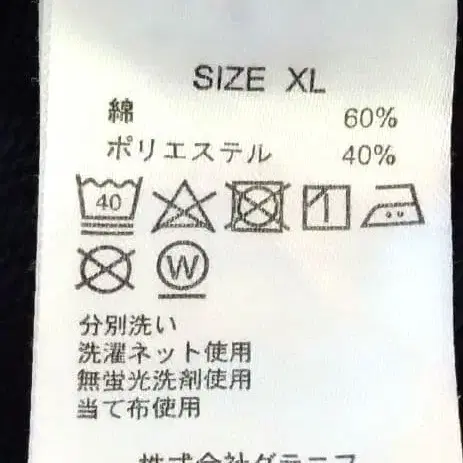 SIZE XL
綿 60%
ポリエステル 40%
40
W
分別洗い
洗濯ネット使用
無蛍光洗剤使用
当て布使用